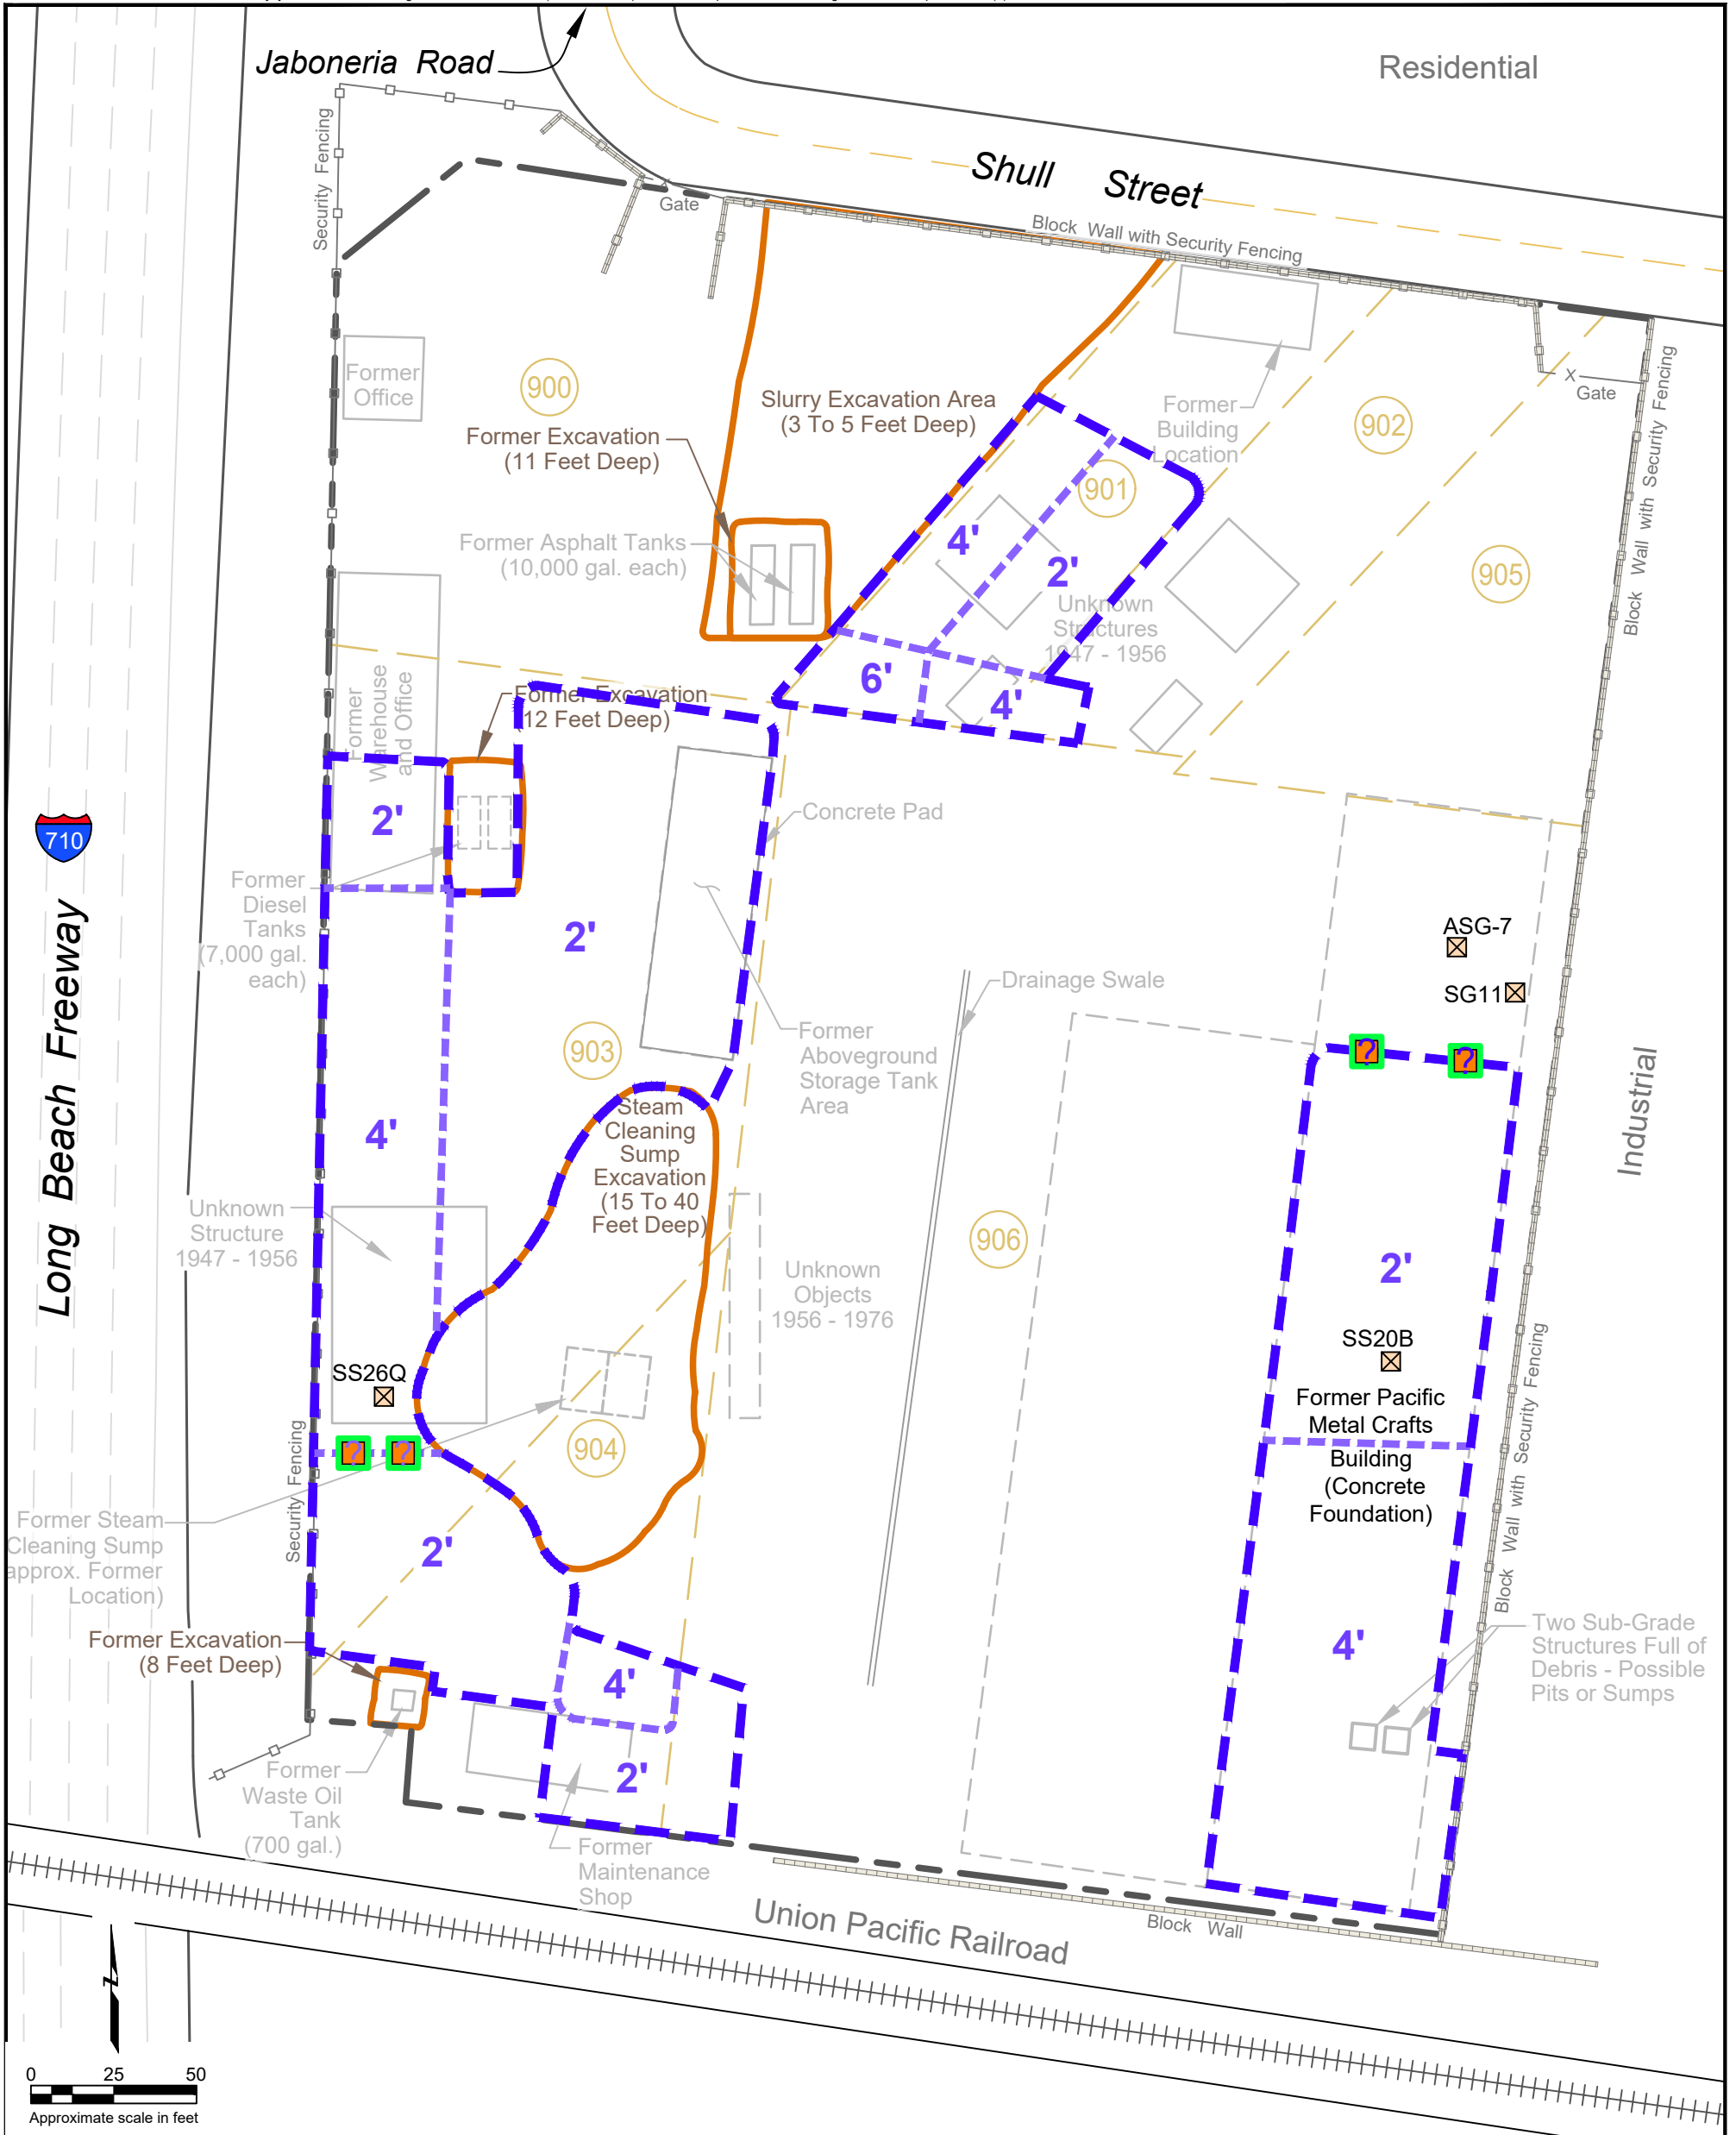 Jaboneria Road
Residential
Shull Street
Security Fencing
Gate
Block Wall with Security Fencing
X
Gate
Former
Office
900
Slurry Excavation Area
(3 To 5 Feet Deep)
Former
Building
Location
902
Former Excavation
(11 Feet Deep)
901
Block Wall with Security Fencing
Former Asphalt Tanks
(10,000 gal. each)
4'
2'
905
Unknown
Structures
1947 - 1956
6'
4'
Former Excavation
(12 Feet Deep)
Former
Warehouse
and Office
2'
710
Concrete Pad
Former
Diesel
Tanks
(7,000 gal.
each)
2'
ASG-7
SG11
Drainage Swale
Long Beach Freeway
903
Former
Aboveground
Storage Tank
Area
?
?
Industrial
4'
Steam
Cleaning
Sump
Excavation
(15 To 40
Feet Deep)
Unknown
Structure
1947 - 1956
906
Unknown
Objects
1956 - 1976
2'
SS20B
SS26Q
Former Pacific
Metal Crafts
Building
(Concrete
Foundation)
Block Wall with Security Fencing
904
?
?
Security Fencing
Former Steam
Cleaning Sump
approx. Former
Location)
2'
Former Excavation
(8 Feet Deep)
4'
4'
Two Sub-Grade
Structures Full of
Debris - Possible
Pits or Sumps
2'
Former
Waste Oil
Tank
(700 gal.)
Former
Maintenance
Shop
Union Pacific Railroad
Block Wall
Z
0 25 50
Approximate scale in feet